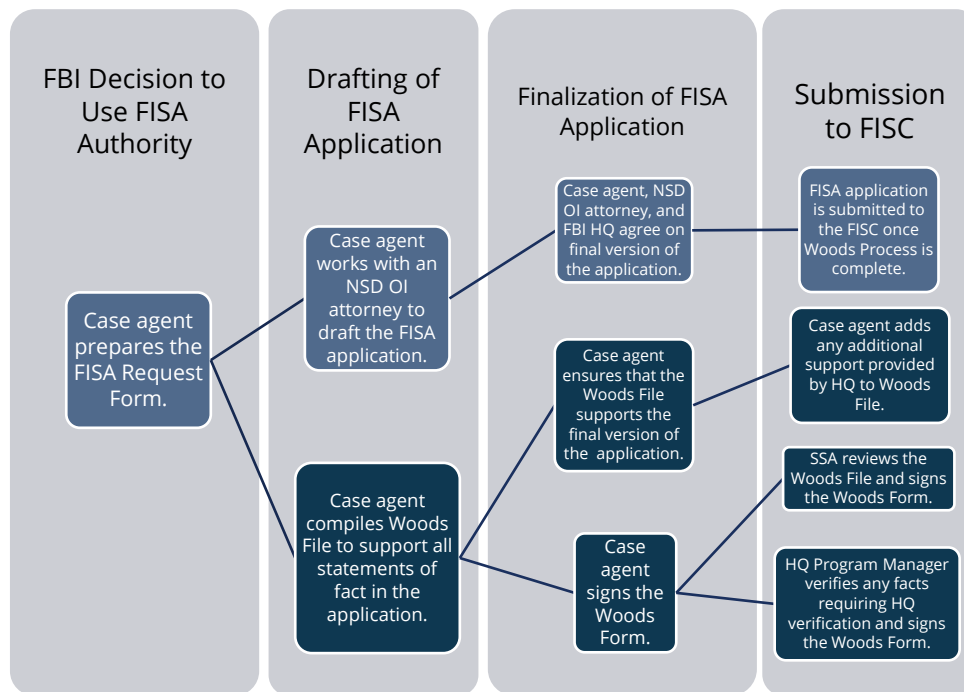 FBI Decision to
Use FISA
Authority
Case agent
prepares the
FISA Request
Form.
Drafting of
FISA
Application
Case agent
works with an
NSD OI
attorney to
draft the FISA
application.
Case agent
compiles Woods
File to support all
statements of
fact in the
application.
Finalization of FISA
Application
Case agent, NSD
OI attorney, and
FBI HQ agree on
final version of
the application.
Case agent
ensures that the
Woods File
supports the
final version of
the application.
Case
agent
signs the
Woods
Form.
Submission
to FISC
FISA application
is submitted to
the FISC once
Woods Process is
complete.
Case agent adds
any additional
support provided
by HQ to Woods
File.
SSA reviews the
Woods File and signs
the Woods Form.
HQ Program Manager
verifies any facts
requiring HQ
verification and signs
the Woods Form.